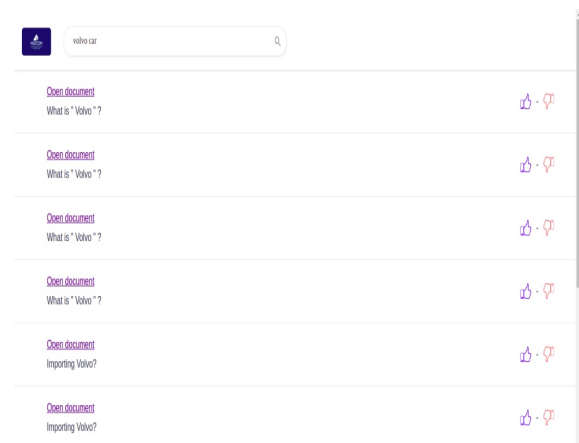 volvo car
Open document
What is " Volvo " ?
-
Open document
What is " Volvo " ?
-
Open document
What is " Volvo " ?
-
Open document
What is " Volvo " ?
-
Open document
Importing Volvo?
-
Open document
Importing Volvo?
-